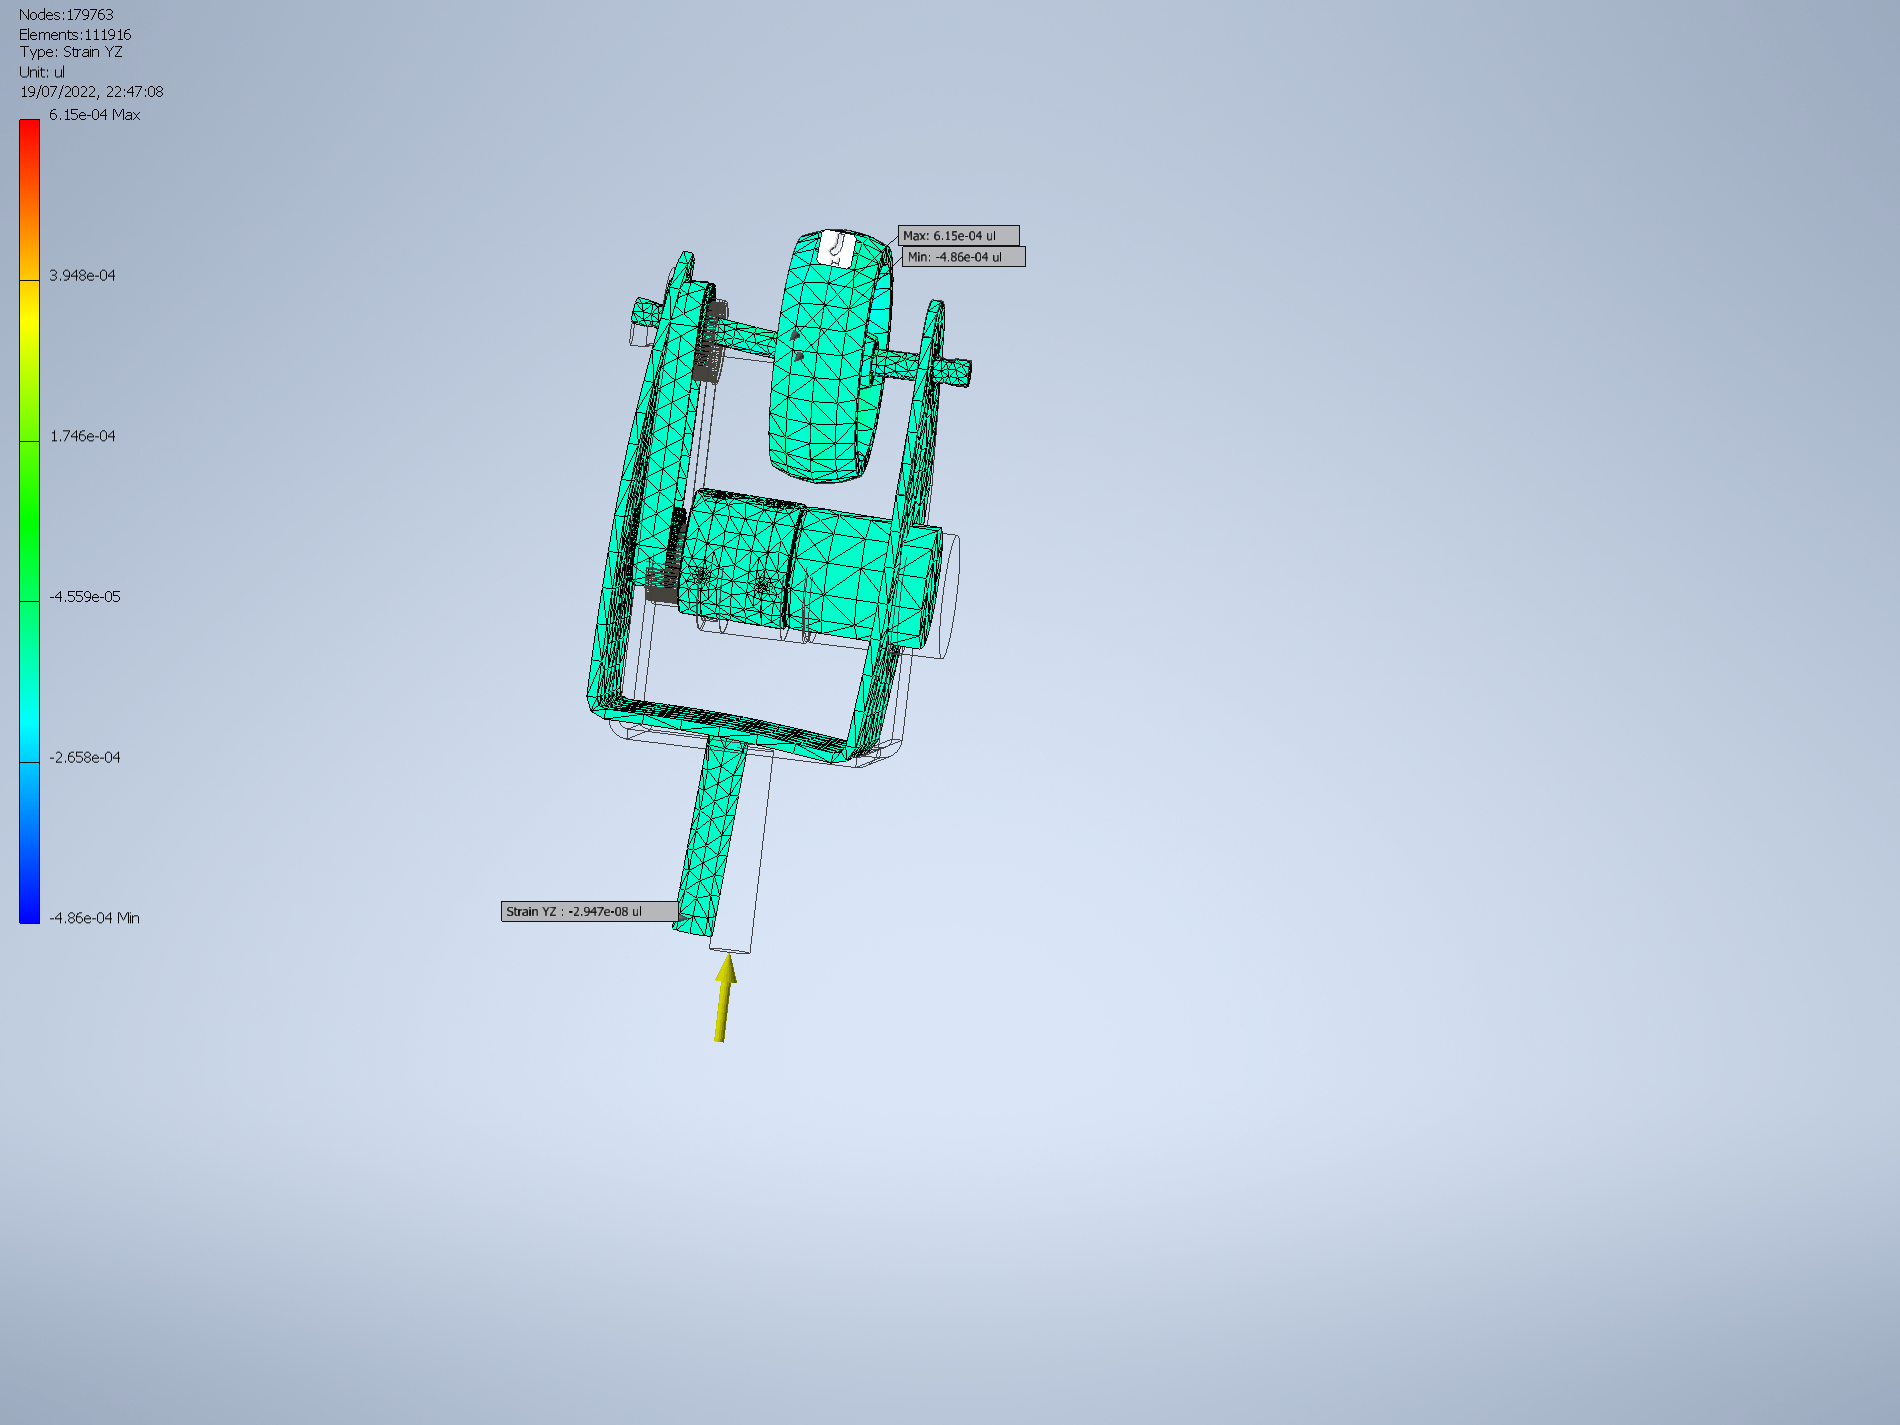 Nodes:179763
Elements:111916
Type: Strain YZ
Unit: ul
19/07/2022, 22:47:08
6.15e-04 Max
3.948e-04
1.746e-04
-4.559e-05
-2.658e-04
-4.86e-04 Min
Max: 6.15e-04 ul
Min: -4.86e-04 ul
Strain YZ : -2.947e-08 ul